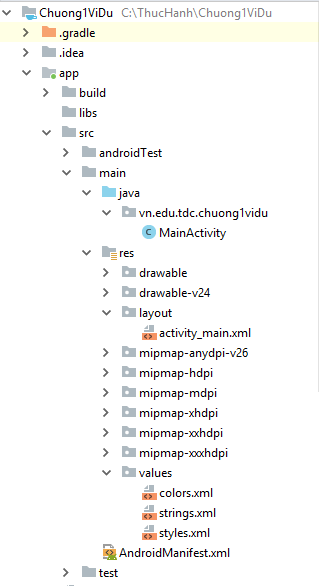 Chuong1ViDu C:\ThucHanh\Chuong1ViDu
.gradle
.idea
app
build
libs
src
androidTest
main
java
vn.edu.tdc.chuong1vidu
C MainActivity
res
drawable
drawable-v24
layout
activity_main.xml
mipmap-anydpi-v26
mipmap-hdpi
mipmap-mdpi
mipmap-xhdpi
mipmap-xxhdpi
mipmap-xxxhdpi
values
colors.xml
strings.xml
styles.xml
AndroidManifest.xml
test